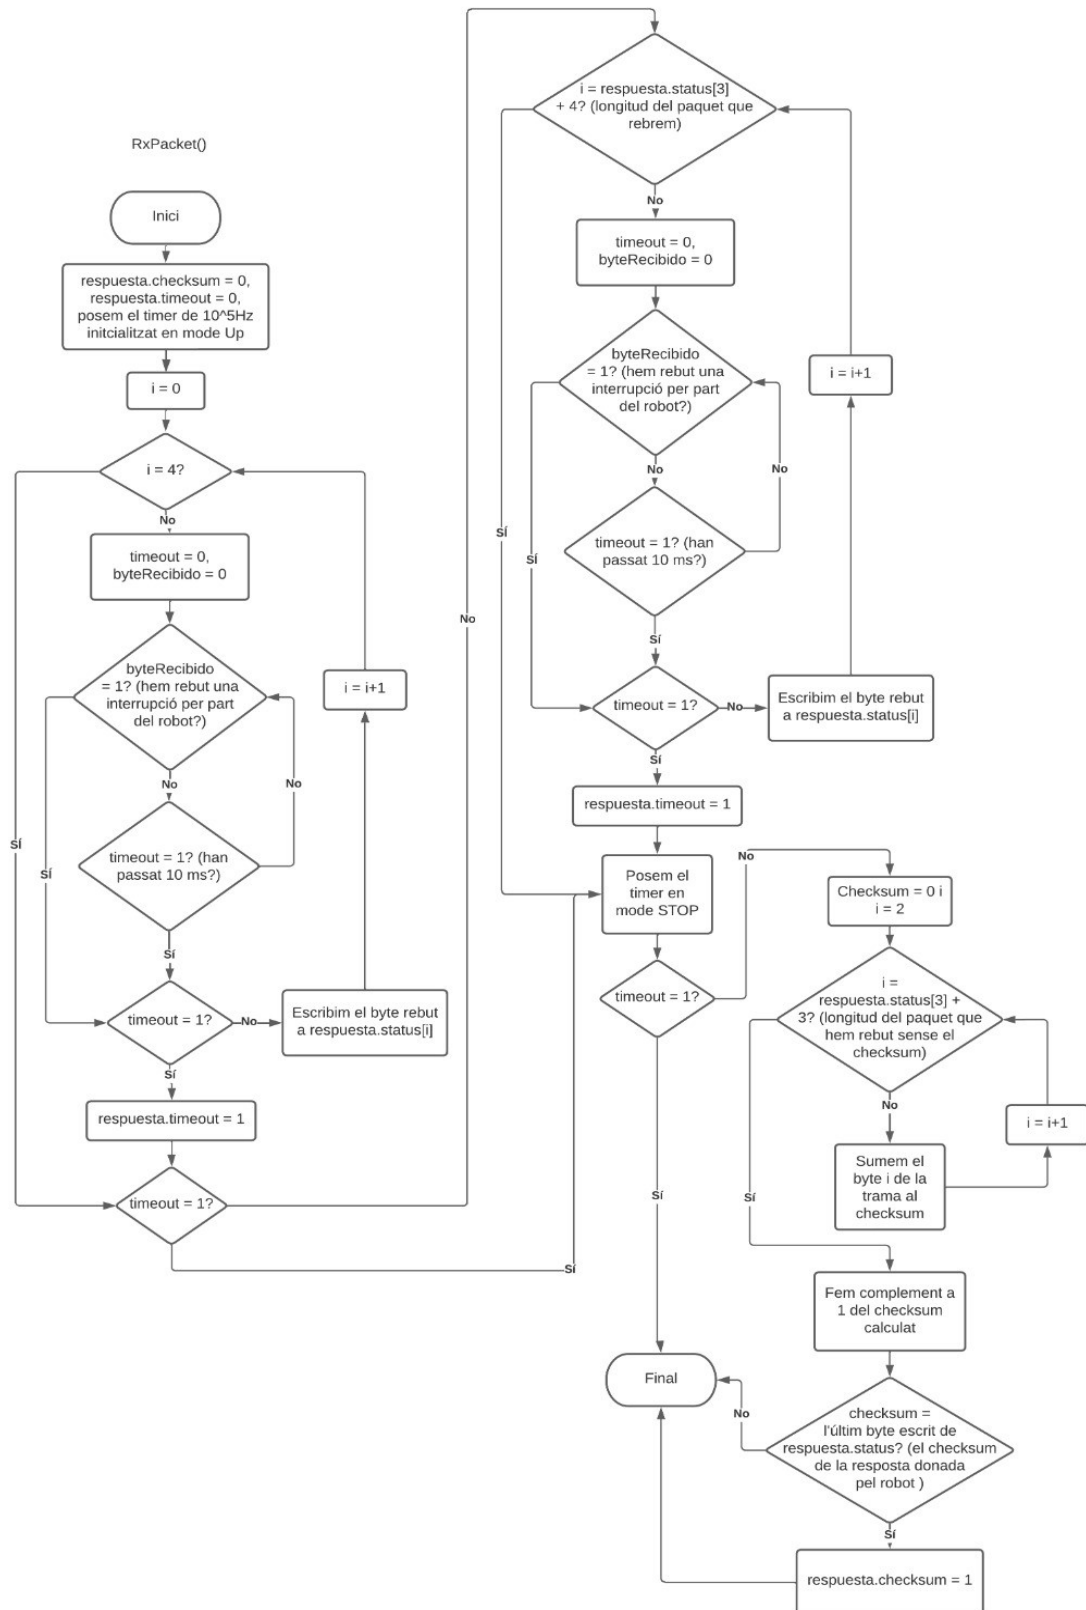 RxPacket()
Inici
respuesta.checksum = 0,
respuesta.timeout = 0,
posem el timer de 10^5Hz
initcialitzat en mode Up
i = 0
i = 4?
No
timeout = 0,
byteRecibido = 0
byteRecibido
= 1? (hem rebut una
interrupció per part
del robot?)
i = i+1
No
No
timeout = 1? (han
passat 10 ms?)
SÍ
SÍ
Sí
timeout = 1?
No
Escribim el byte rebut
a respuesta.status[i]
Sí
respuesta.timeout = 1
timeout = 1?
No
Sí
i = respuesta.status[3]
+ 4? (longitud del paquet que
rebrem)
No
timeout = 0,
byteRecibido = 0
byteRecibido
= 1? (hem rebut una
interrupció per part
del robot?)
i = i+1
No
No
timeout = 1? (han
passat 10 ms?)
SÍ
SÍ
Sí
timeout = 1?
No
Escribim el byte rebut
a respuesta.status[i]
Sí
respuesta.timeout = 1
Posem el
timer en
mode STOP
timeout = 1?
No
Sí
Checksum = 0 i
i = 2
i =
respuesta.status[3] +
3? (longitud del paquet que
hem rebut sense el
checksum)
No
i = i+1
Sumem el
byte i de la
trama al
checksum
Sí
Fem complement a
1 del checksum
calculat
checksum =
l'últim byte escrit de
respuesta.status? (el checksum
de la resposta donada
pel robot )
No
Sí
respuesta.checksum = 1
Final